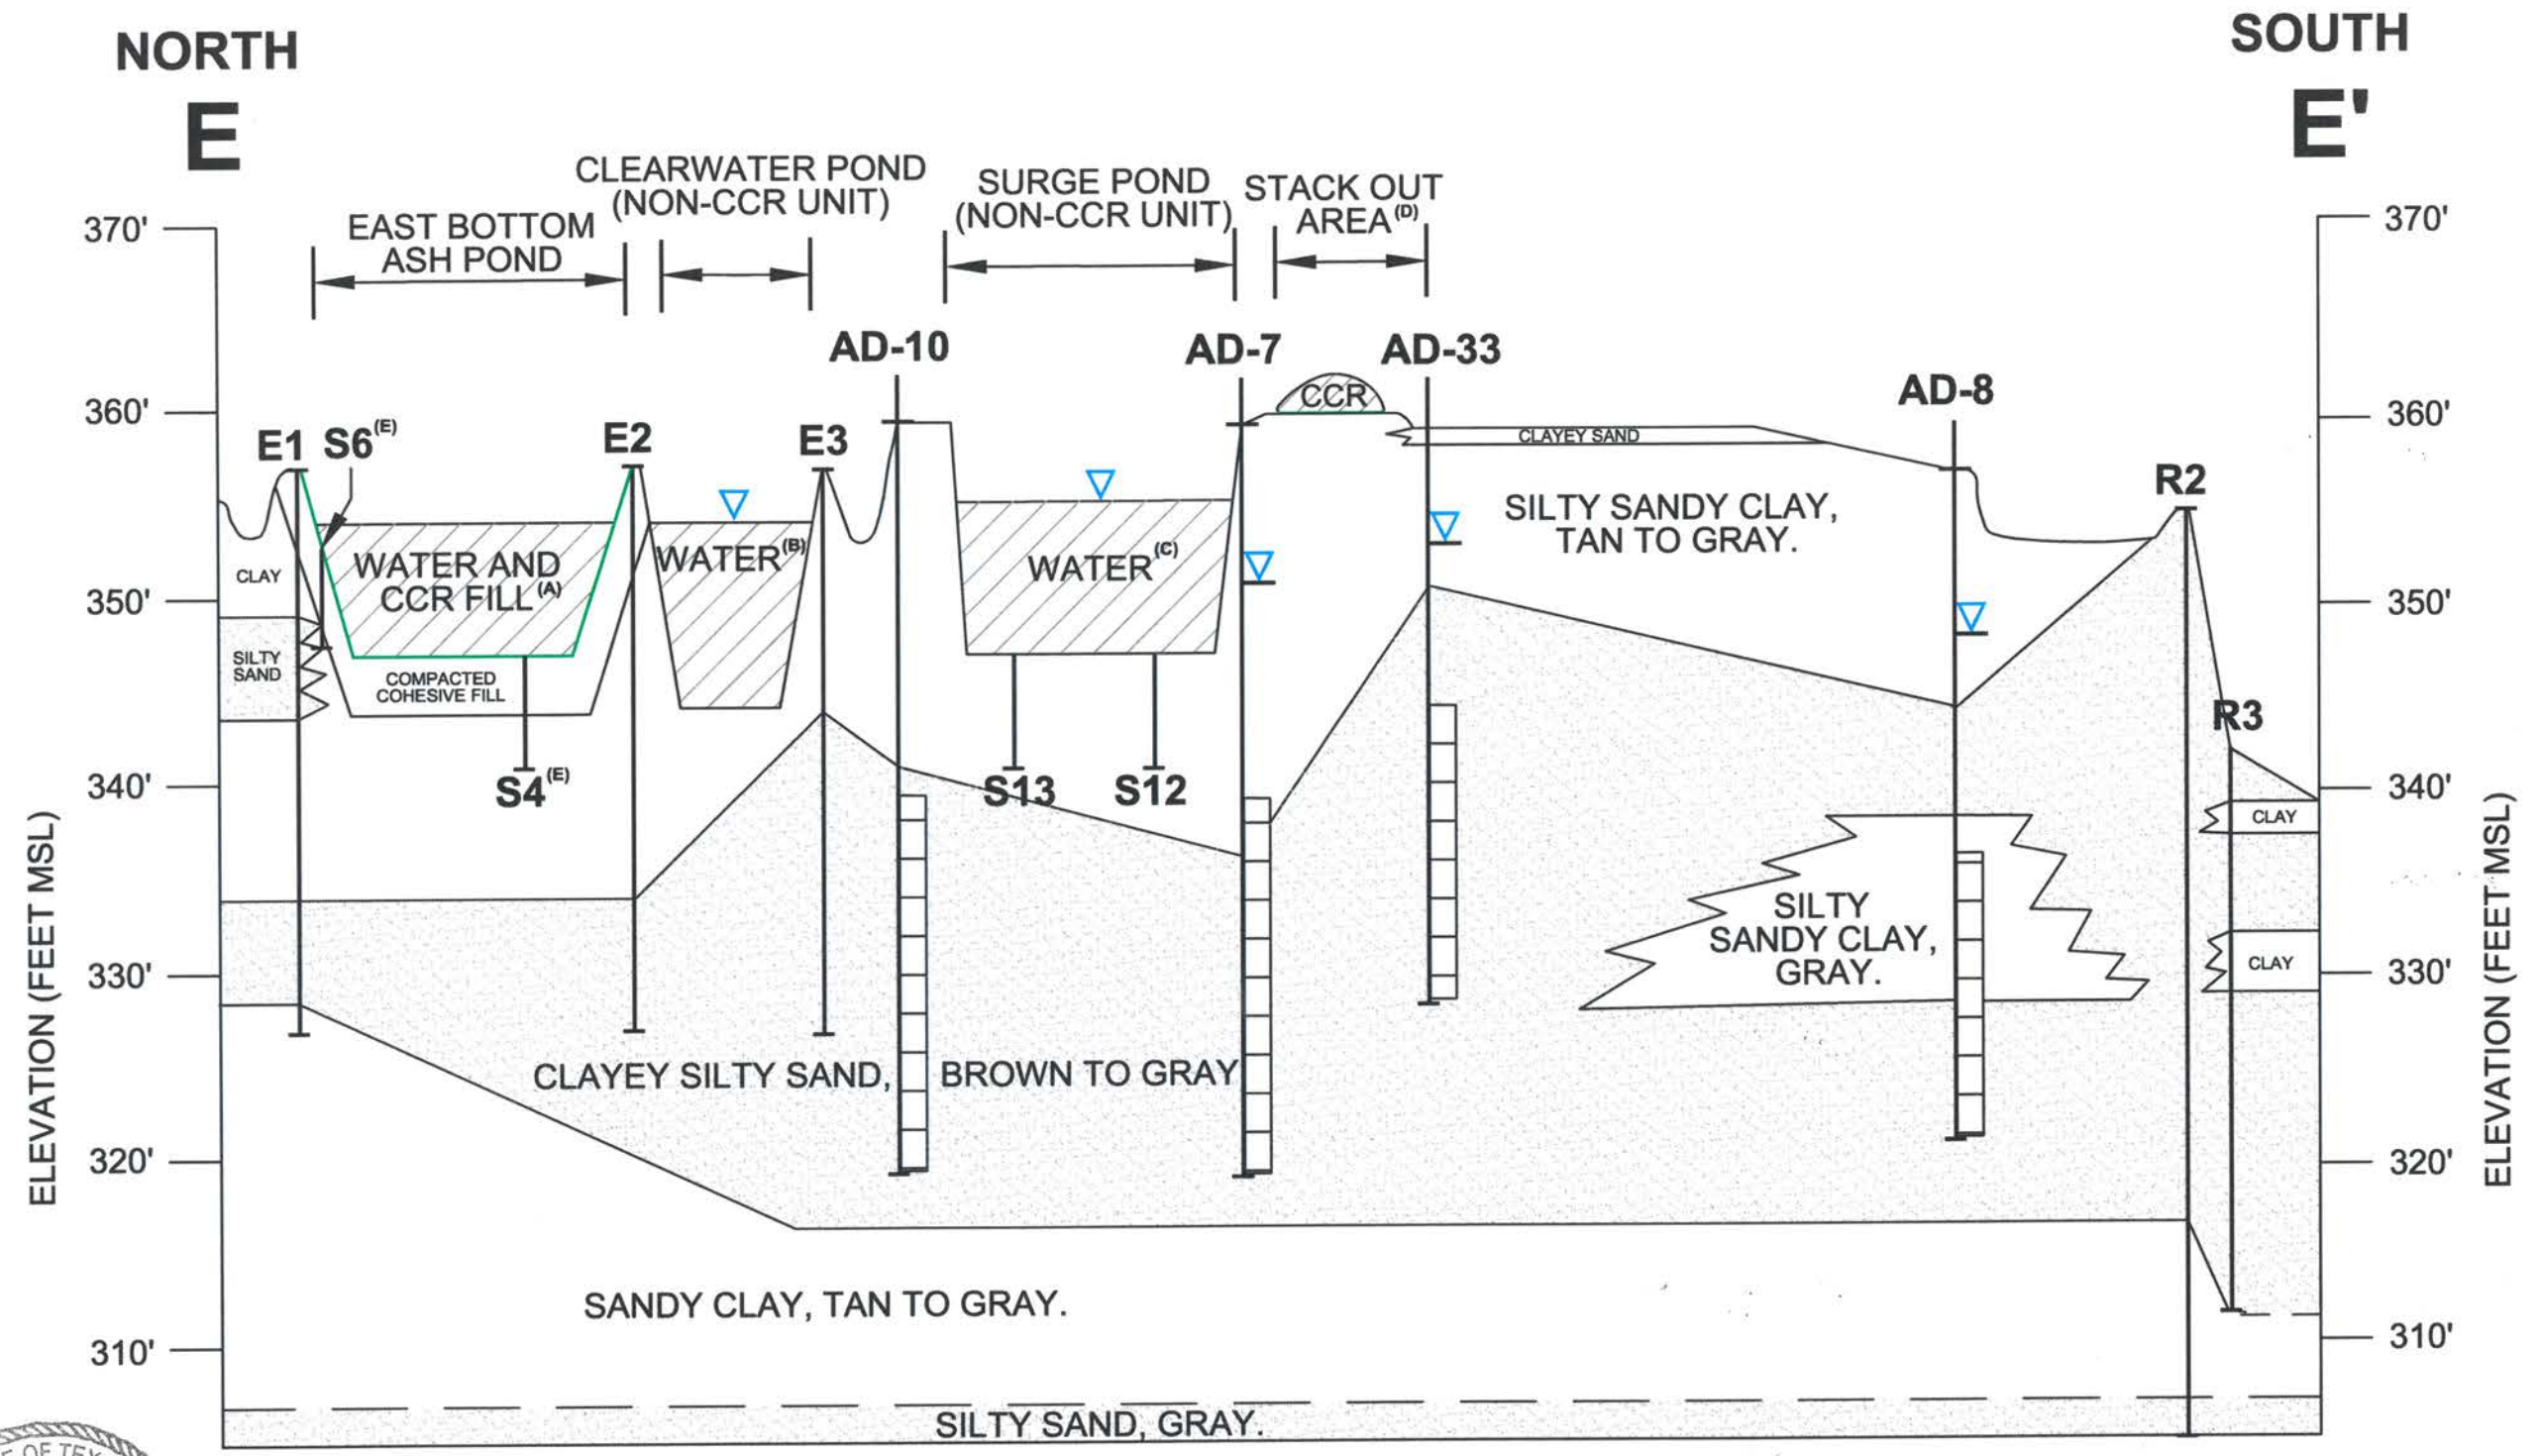 NORTH
SOUTH
E
E'
CLEARWATER POND
(NON-CCR UNIT)
SURGE POND
(NON-CCR UNIT)
STACK OUT
AREA(D)
EAST BOTTOM
ASH POND
370'
370'
AD-10
AD-7
AD-33
AD-8
CCR
360'
360'
E1
S6(E)
E2
E3
R2
CLAYEY SAND
SILTY SANDY CLAY,
TAN TO GRAY.
WATER AND
CCR FILL(A)
WATER(B)
WATER(C)
CLAY
350'
350'
SILTY
SAND
COMPACTED
COHESIVE FILL
R3
340'
340'
S4(E)
S13
S12
CLAY
SILTY
SANDY CLAY,
GRAY.
CLAY
330'
330'
ELEVATION (FEET MSL)
ELEVATION (FEET MSL)
CLAYEY SILTY SAND, BROWN TO GRAY
320'
320'
SANDY CLAY, TAN TO GRAY.
310'
310'
SILTY SAND, GRAY.
OF